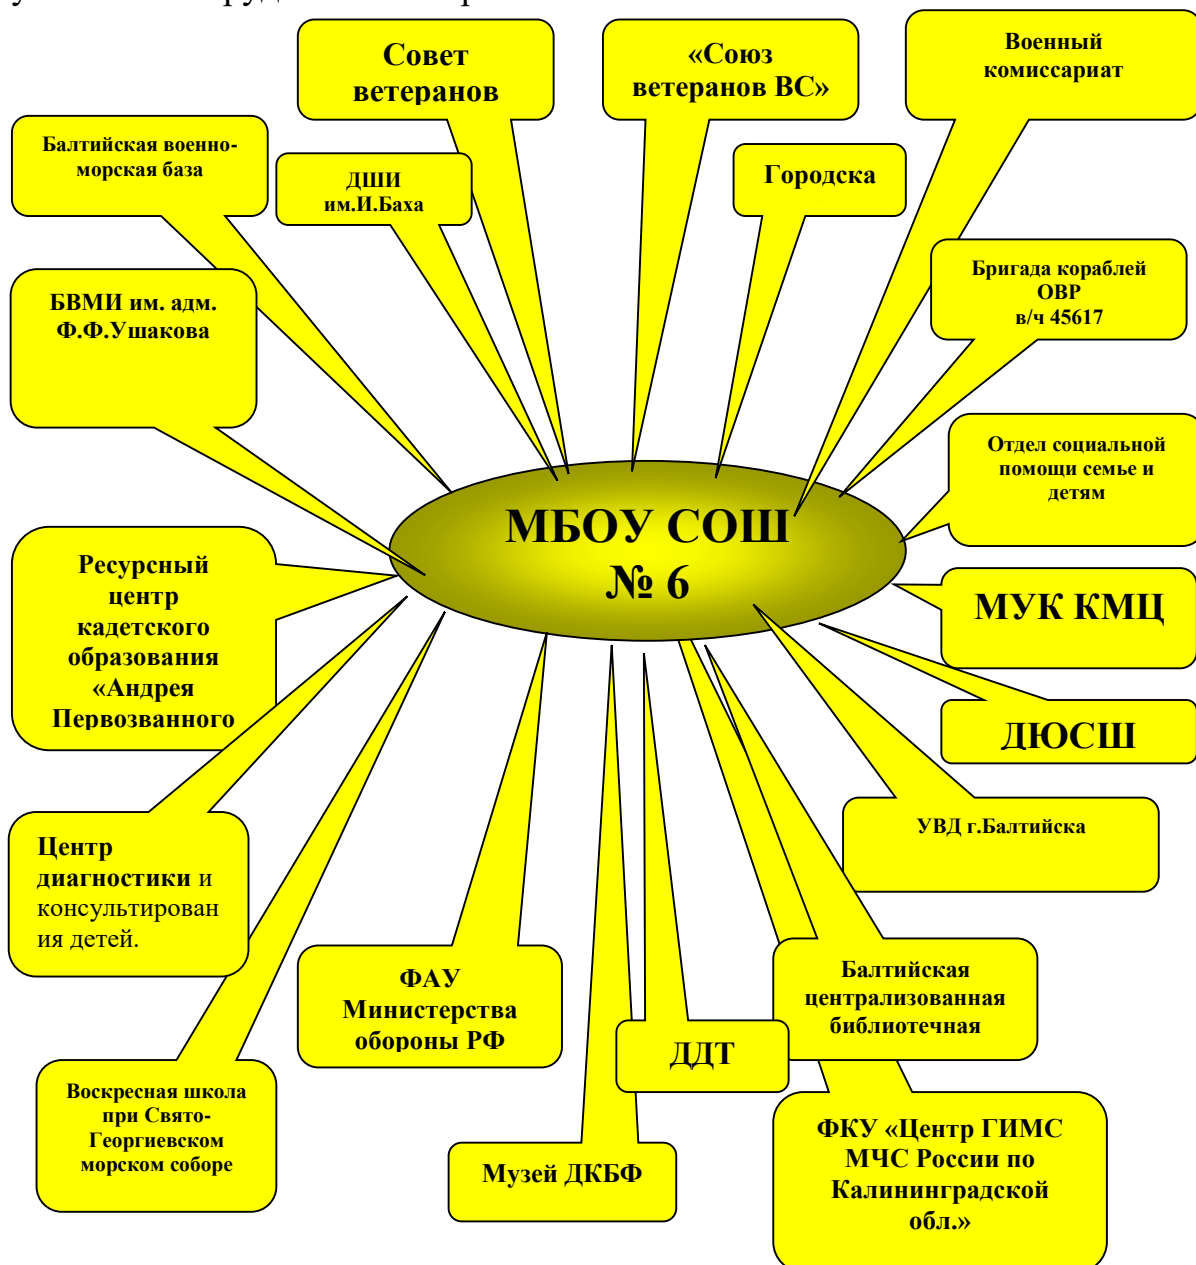 Совет
ветеранов
«Союз
ветеранов ВС»
Военный
комиссариат
Балтийская военно-
морская база
ДШИ
им.И.Баха
Городска
Бригада кораблей
ОВР
в/ч 45617
БВМИ им. адм.
Ф.Ф.Ушакова
Отдел социальной
помощи семье и
детям
МБОУ СОШ
№ 6
Ресурсный
центр
кадетского
образования
«Андрея
Первозванного
МУК КМЦ
ДЮСШ
УВД г.Балтийска
Центр
диагностики и
консультирован
ия детей.
ФАУ
Министерства
обороны РФ
Балтийская
централизованная
библиотечная
ДДТ
Воскресная школа
при Свято-
Георгиевском
морском соборе
Музей ДКБФ
ФКУ «Центр ГИМС
МЧС России по
Калининградской
обл.»